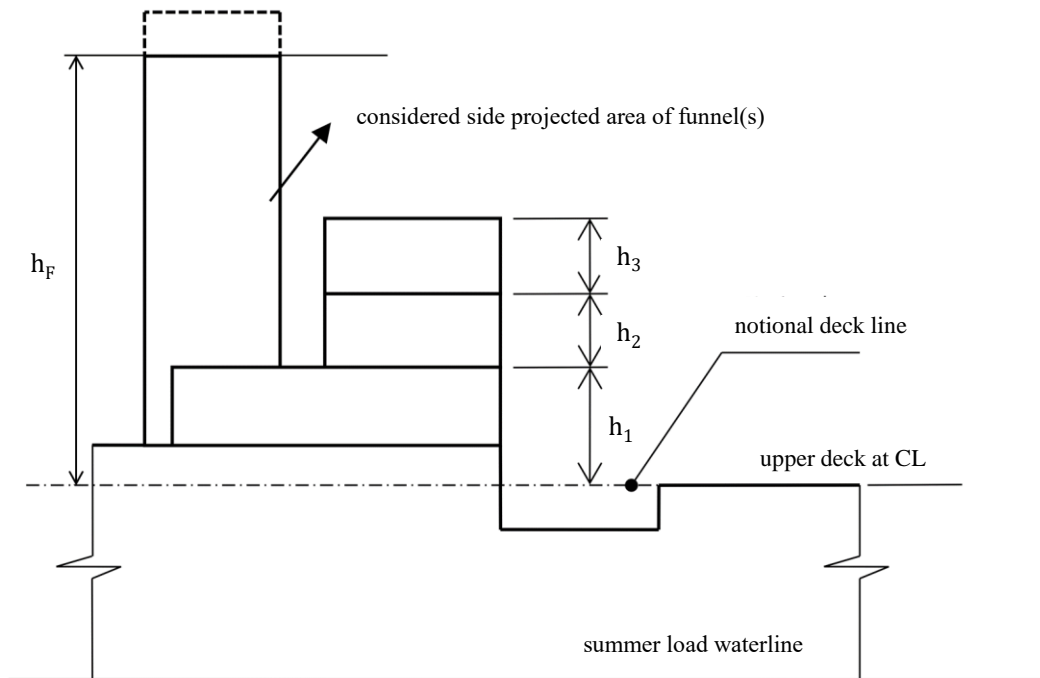 considered side projected area of funnel(s)
h₃
h_F
notional deck line
h₂
h₁
upper deck at CL
summer load waterline